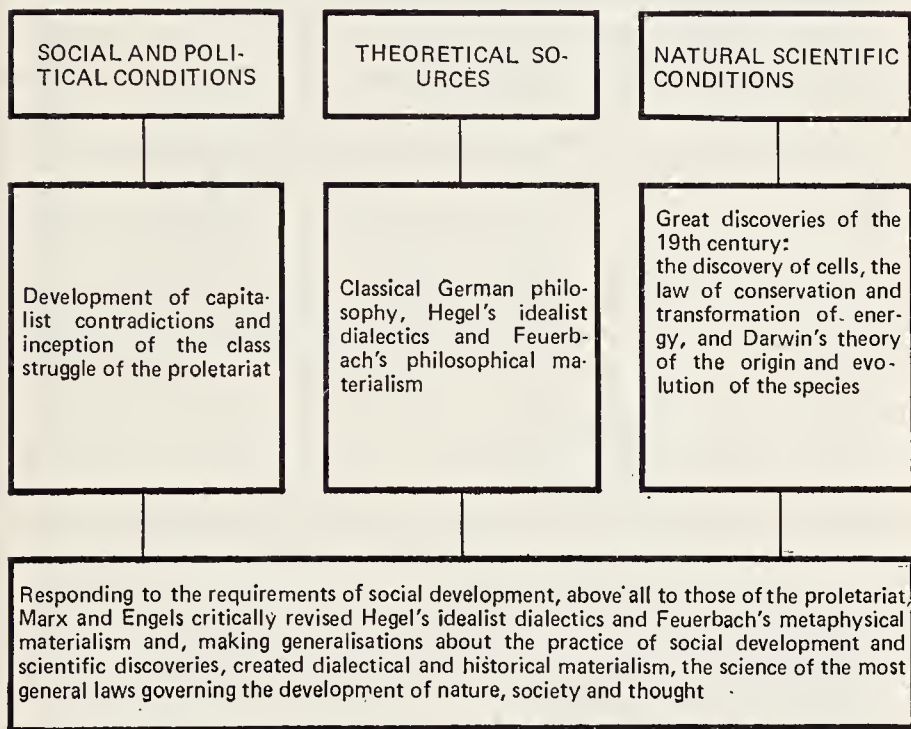 SOCIAL AND POLI-
TICAL CONDITIONS
THEORETICAL SO-
URCES
NATURAL SCIENTIFIC
CONDITIONS
Development of capita-
list contradictions and
inception of the class
struggle of the proletariat
Classical German philo-
sophy, Hegel's idealist
dialectics and Feuerb-
ach's philosophical ma-
terialism
Great discoveries of the
19th century:
the discovery of cells, the
law of conservation and
transformation of ener-
gy, and Darwin's theory
of the origin and evo-
lution of the species
Responding to the requirements of social development, above all to those of the proletariat,
Marx and Engels critically revised Hegel's idealist dialectics and Feuerbach's metaphysical
materialism and, making generalisations about the practice of social development and
scientific discoveries, created dialectical and historical materialism, the science of the most
general laws governing the development of nature, society and thought